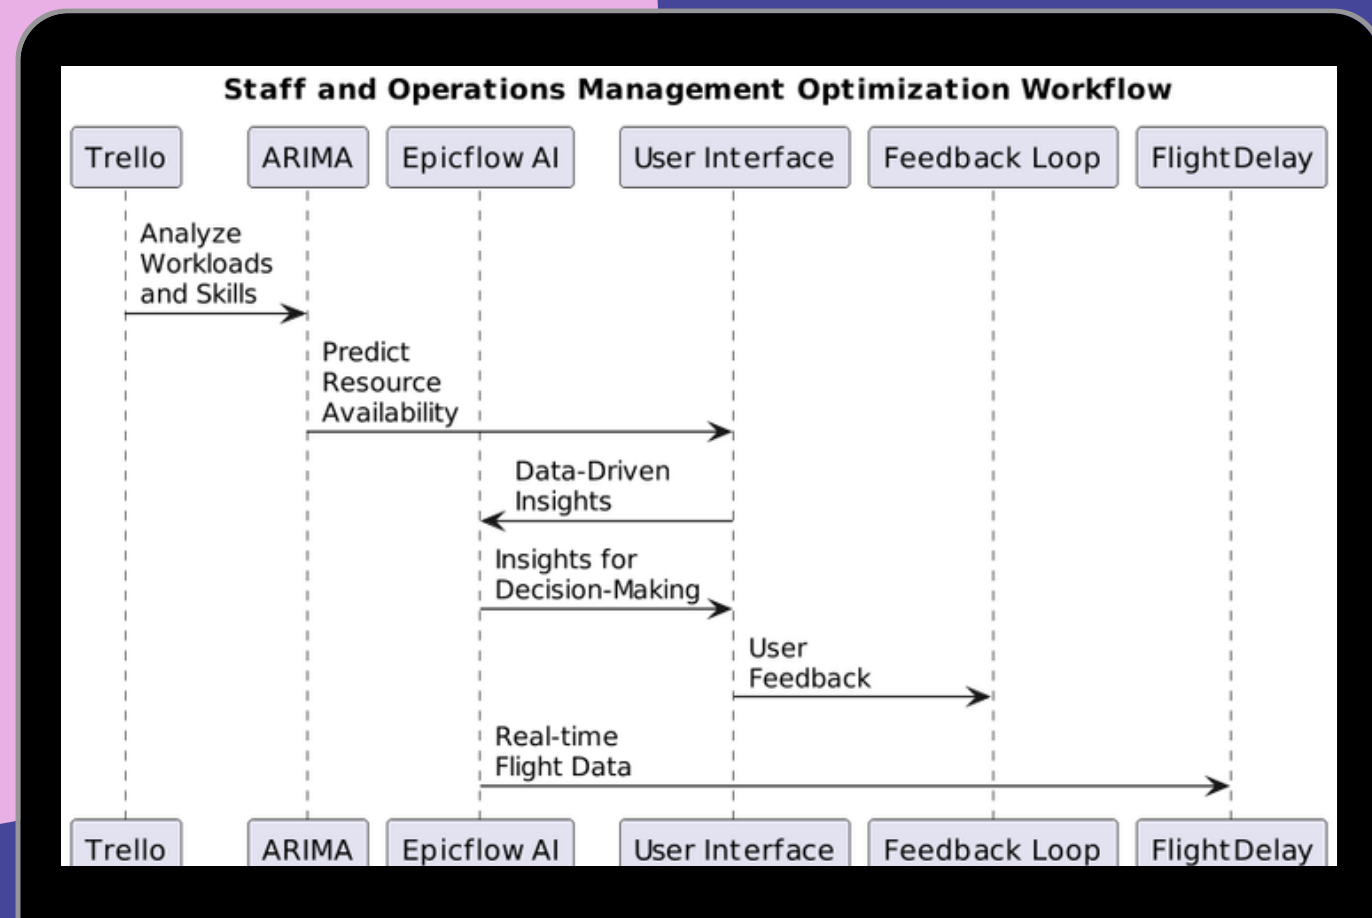 Staff and Operations Management Optimization Workflow
Trello
ARIMA
Epicflow AI
User Interface
Feedback Loop
FlightDelay
Analyze
Workloads
and Skills
Predict
Resource
Availability
Data-Driven
Insights
Insights for
Decision-Making
User
Feedback
Real-time
Flight Data
Trello
ARIMA
Epicflow AI
User Interface
Feedback Loop
FlightDelay